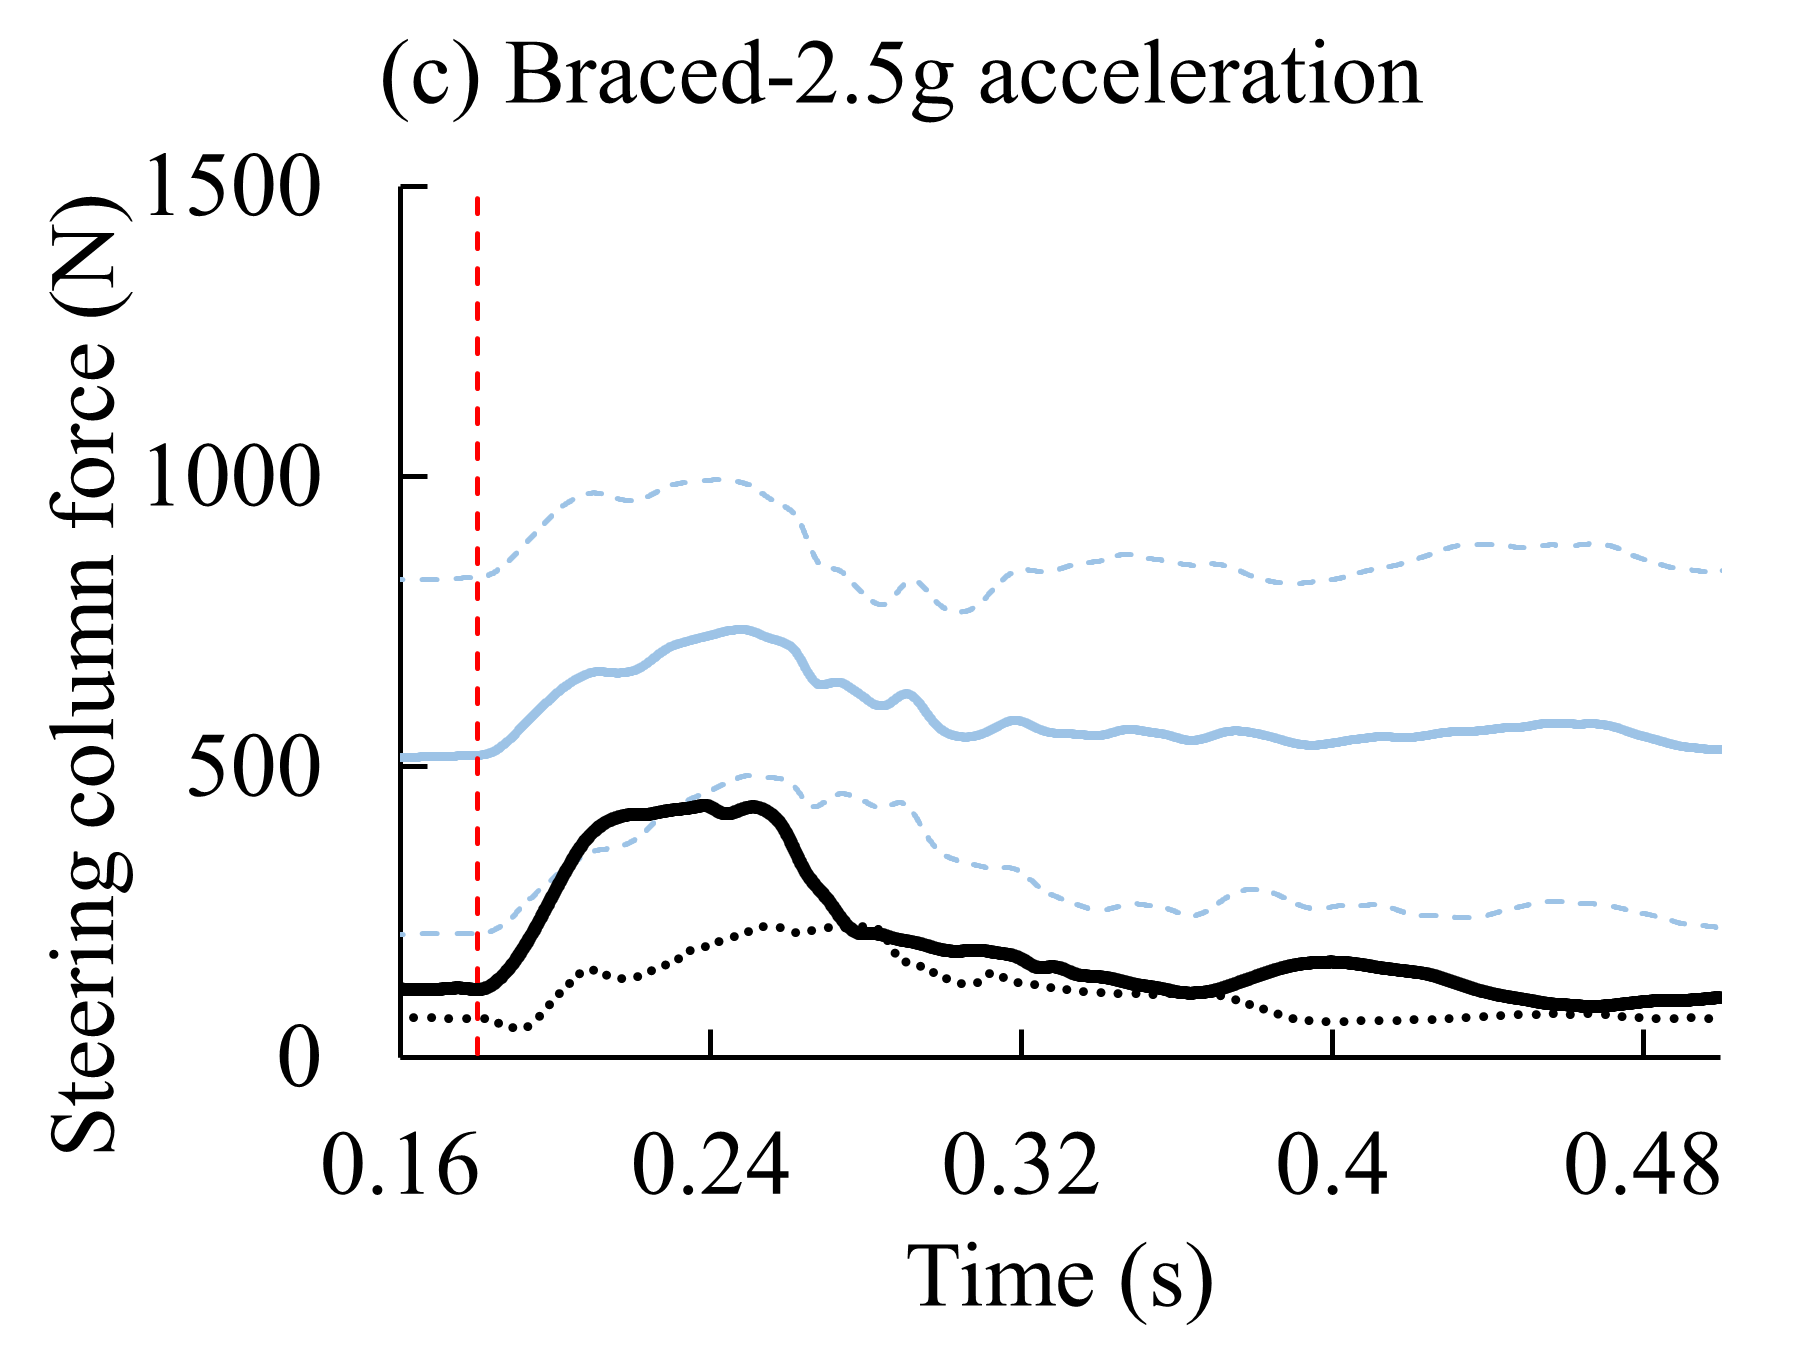 (c) Braced-2.5g acceleration
Steering column force (N)
1500
1000
500
0
0.16 0.24 0.32 0.4 0.48
Time (s)